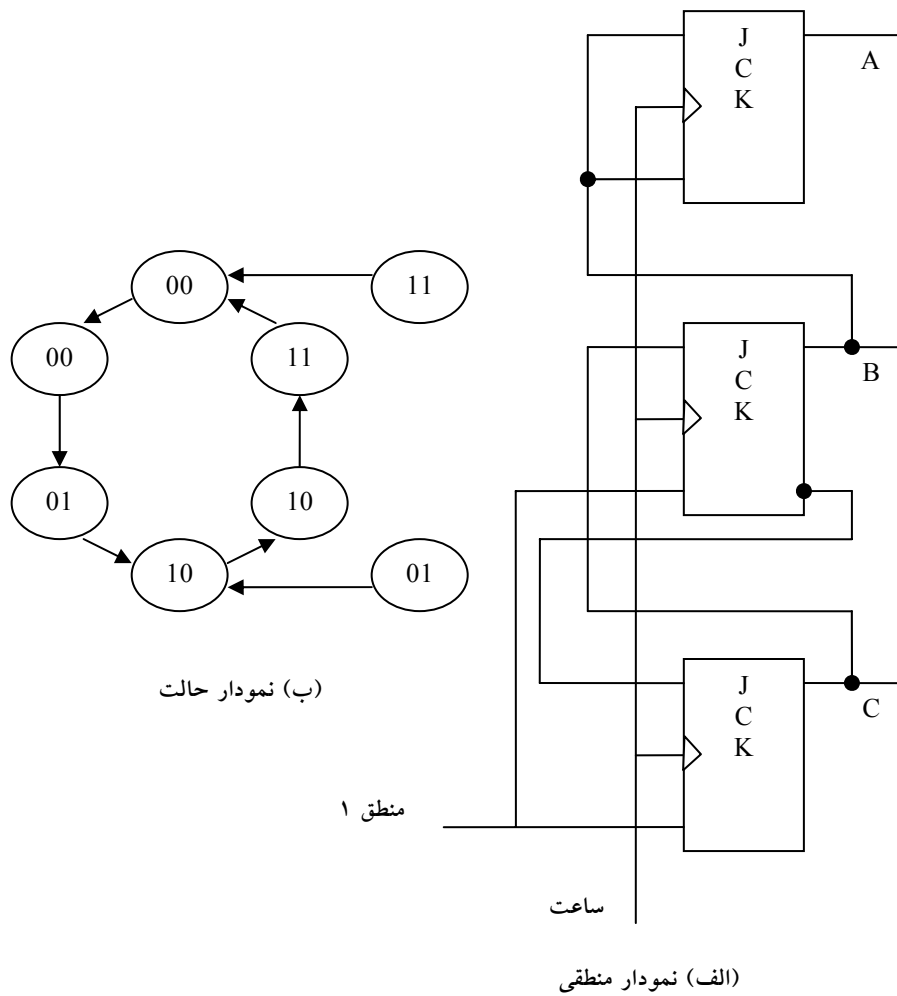 J
C
K
A
00
11
00
11
J
C
K
B
01
10
10
01
(ب) نمودار حالت
J
C
K
C
منطق ۱
ساعت
(الف) نمودار منطقی